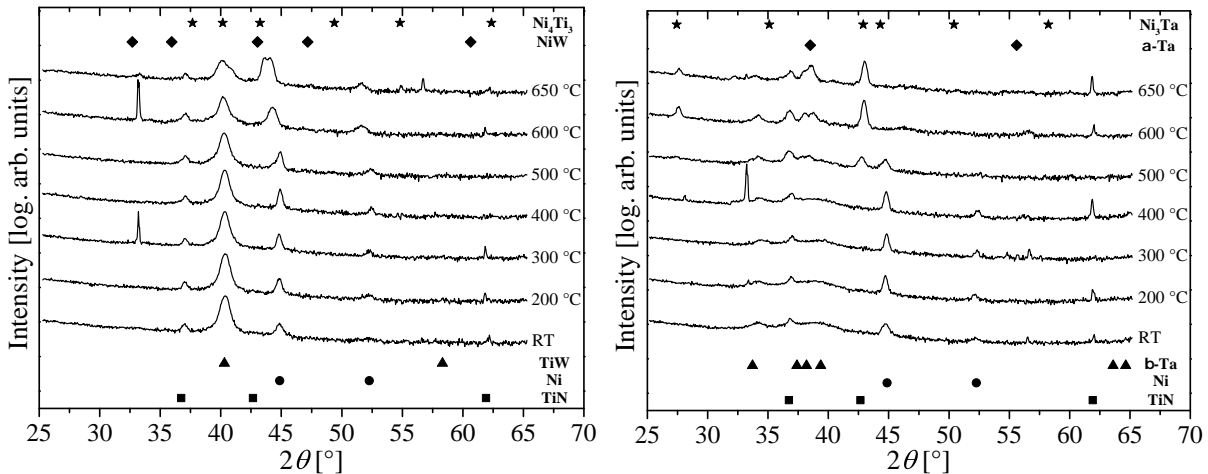 Intensity [log. arb. units]
Ni4Ti3
NiW
650 °C
600 °C
500 °C
400 °C
300 °C
200 °C
RT
TiW
Ni
TiN
25 30 35 40 45 50 55 60 65 70
2θ [°]
Intensity [log. arb. units]
Ni3Ta
a-Ta
650 °C
600 °C
500 °C
400 °C
300 °C
200 °C
RT
b-Ta
Ni
TiN
25 30 35 40 45 50 55 60 65 70
2θ [°]